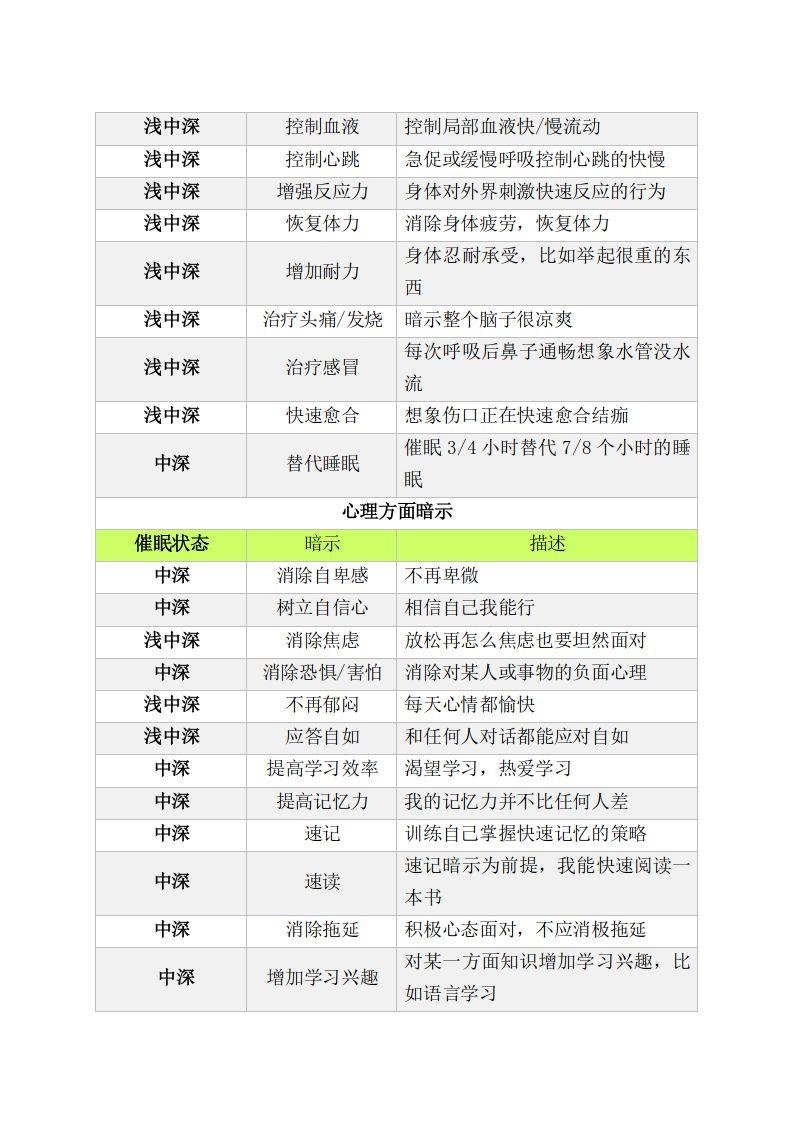 浅中深 控制血液 控制局部血液快/慢流动
浅中深 控制心跳 急促或缓慢呼吸控制心跳的快慢
浅中深 增强反应力 身体对外界刺激快速反应的行为
浅中深 恢复体力 消除身体疲劳，恢复体力
浅中深 增加耐力 身体忍耐承受，比如举起很重的东
西
浅中深 治疗头痛/发烧 暗示整个脑子很凉爽
浅中深 治疗感冒 每次呼吸后鼻子通畅想象水管没水
流
浅中深 快速愈合 想象伤口正在快速愈合结痂
中深 替代睡眠 催眠 3/4 小时替代 7/8 个小时的睡
眠
心理方面暗示
催眠状态 暗示 描述
中深 消除自卑感 不再卑微
中深 树立自信心 相信自己我能行
浅中深 消除焦虑 放松再怎么焦虑也要坦然面对
中深 消除恐惧/害怕 消除对某人或事物的负面心理
浅中深 不再郁闷 每天心情都愉快
浅中深 应答自如 和任何人对话都能应对自如
中深 提高学习效率 渴望学习，热爱学习
中深 提高记忆力 我的记忆力并不比任何人差
中深 速记 训练自己掌握快速记忆的策略
中深 速读 速记暗示为前提，我能快速阅读一
本书
中深 消除拖延 积极心态面对，不应消极拖延
中深 增加学习兴趣 对某一方面知识增加学习兴趣，比
如语言学习